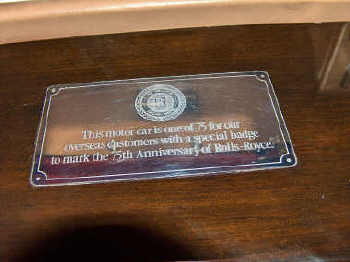 This motor car is one of 75 for our
overseas customers with a special badge
to mark the 75th Anniversary of Rolls-Royce.